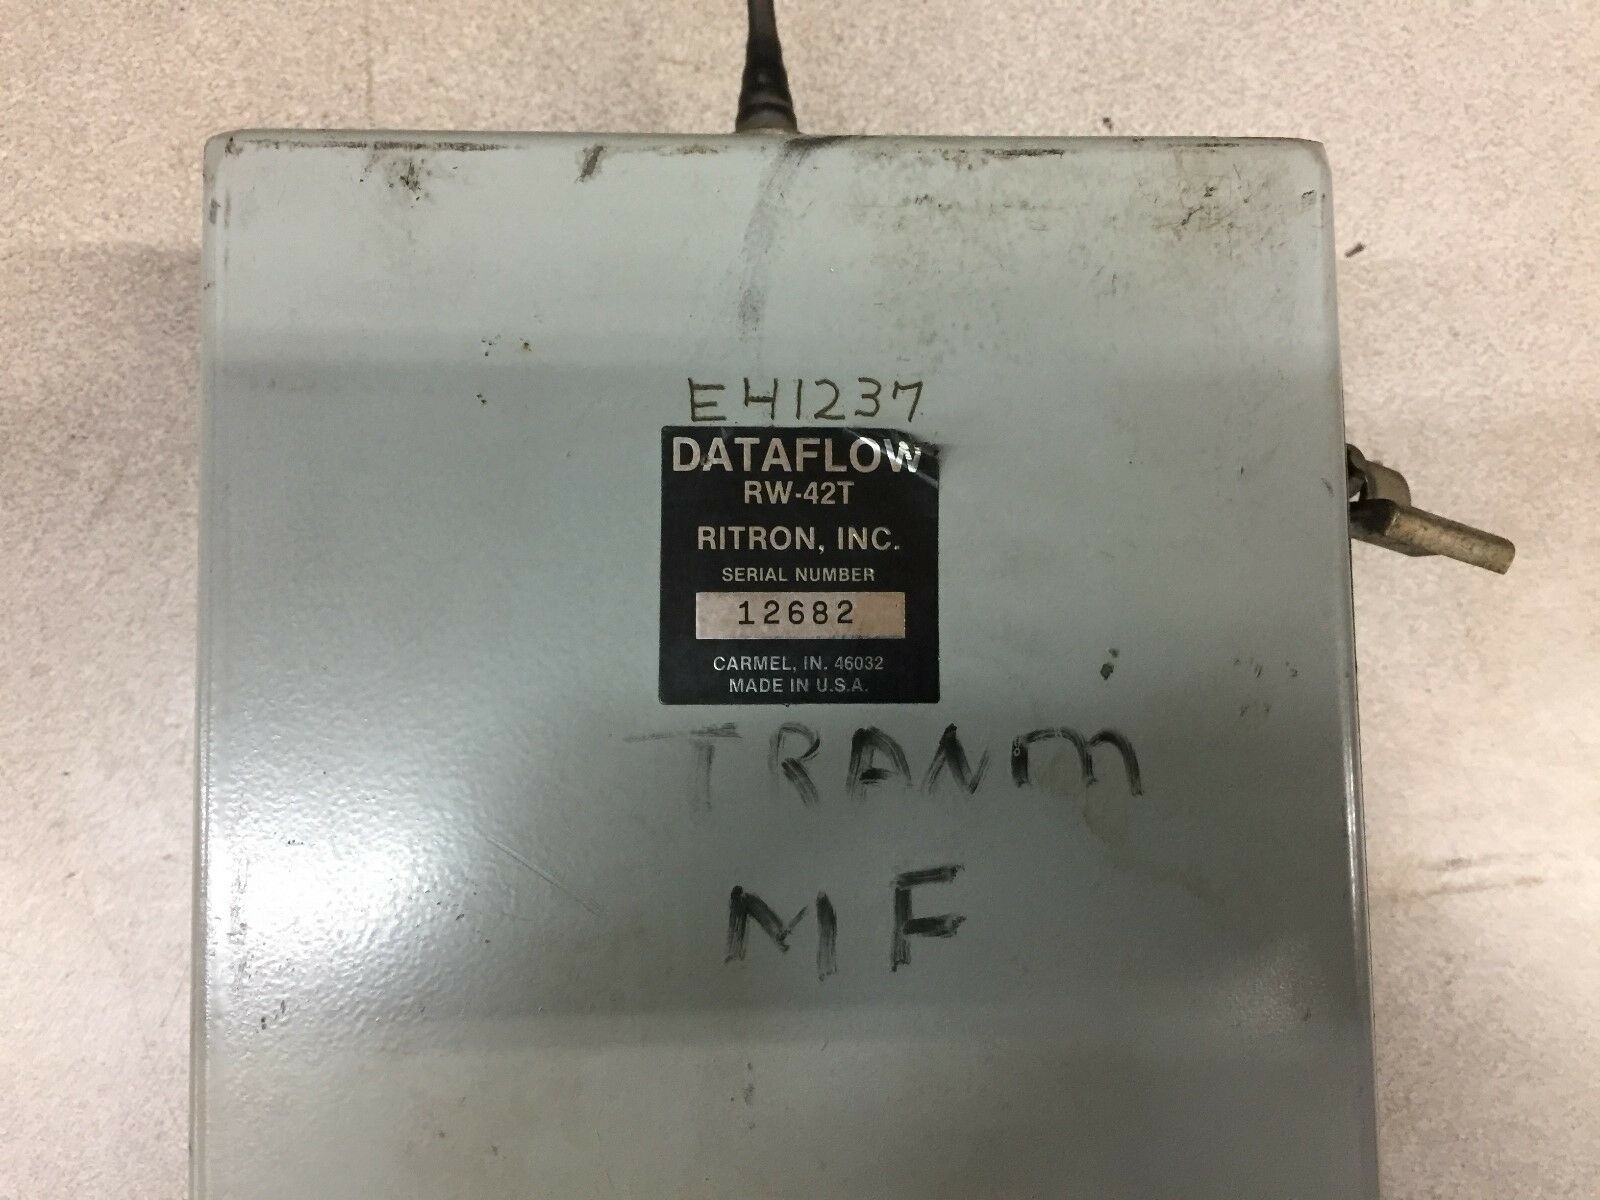 E41237
DATAFLOW
RW-42T
RITRON, INC.
SERIAL NUMBER
12682
CARMEL, IN. 46032
MADE IN U.S.A.
TRANM
MF